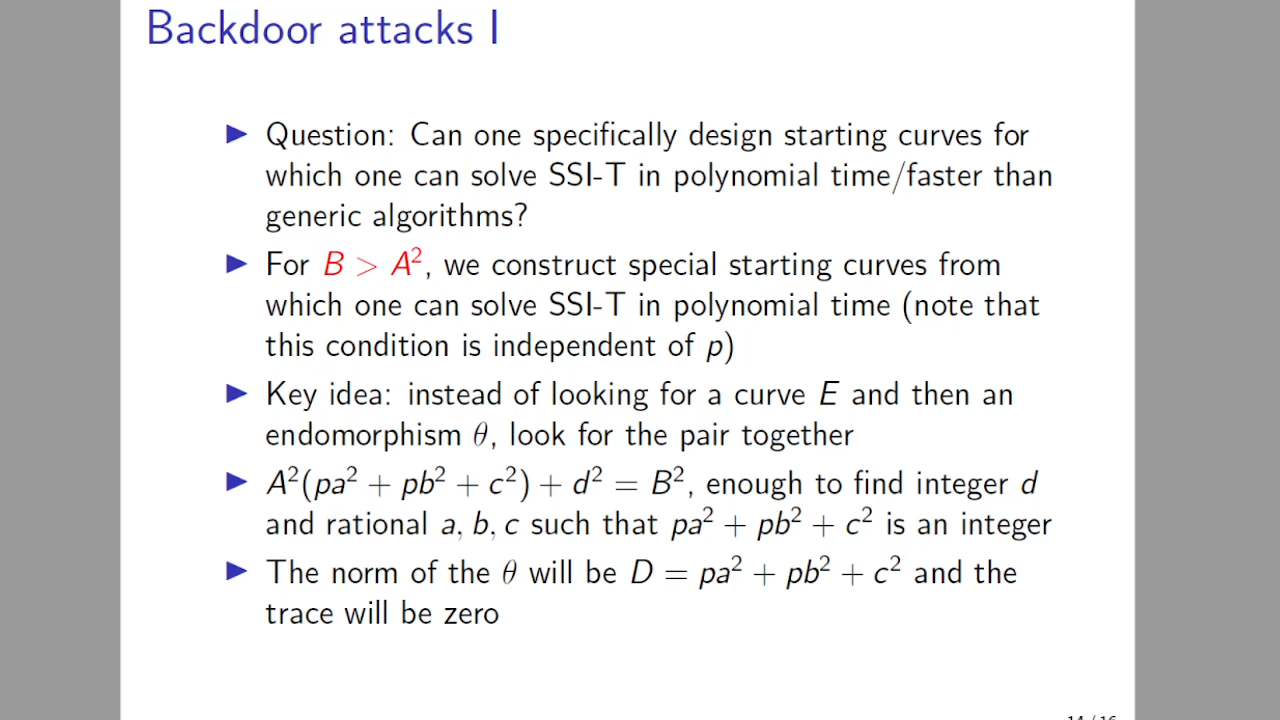 Backdoor attacks I
▶ Question: Can one specifically design starting curves for
which one can solve SSI-T in polynomial time/faster than
generic algorithms?
▶ For B > A², we construct special starting curves from
which one can solve SSI-T in polynomial time (note that
this condition is independent of p)
▶ Key idea: instead of looking for a curve E and then an
endomorphism θ, look for the pair together
▶ A²(pa² + pb² + c²) + d² = B², enough to find integer d
and rational a, b, c such that pa² + pb² + c² is an integer
▶ The norm of the θ will be D = pa² + pb² + c² and the
trace will be zero
14 / 16